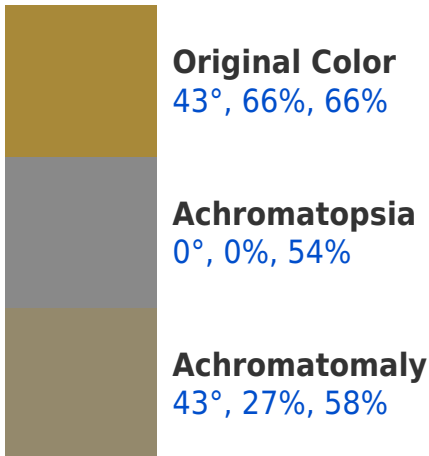 Original Color
43°, 66%, 66%
Achromatopsia
0°, 0%, 54%
Achromatomaly
43°, 27%, 58%